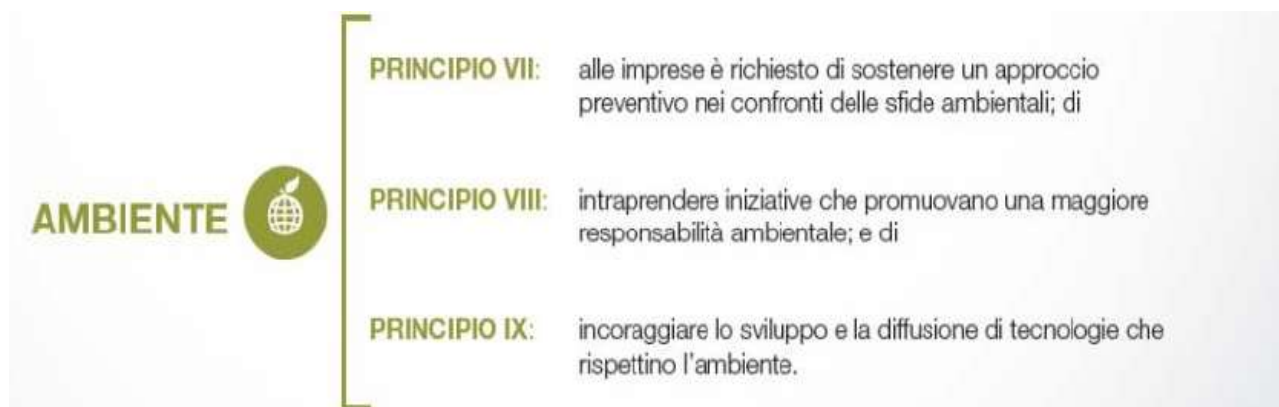 PRINCIPIO VII: alle imprese è richiesto di sostenere un approccio
preventivo nei confronti delle sfide ambientali; di
AMBIENTE
PRINCIPIO VIII: intraprendere iniziative che promuovano una maggiore
responsabilità ambientale; e di
PRINCIPIO IX: incoraggiare lo sviluppo e la diffusione di tecnologie che
rispettino l'ambiente.